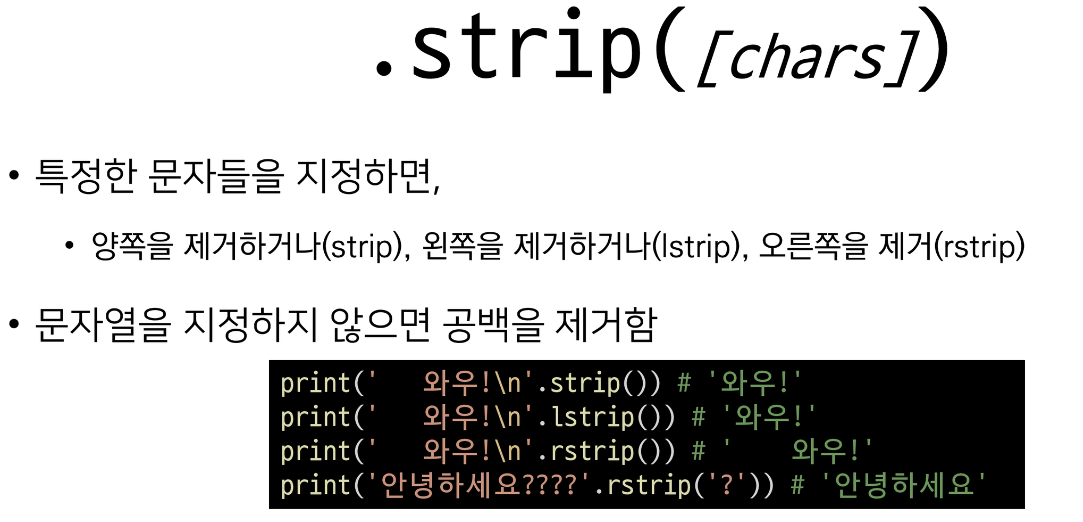 .strip([chars])
• 특정한 문자들을 지정하면,
• 양쪽을 제거하거나(strip), 왼쪽을 제거하거나(lstrip), 오른쪽을 제거(rstrip)
• 문자열을 지정하지 않으면 공백을 제거함
print('   와우!\n'.strip()) # '와우!'
print('   와우!\n'.lstrip()) # '와우!'
print('   와우!\n'.rstrip()) # '    와우!'
print('안녕하세요????'.rstrip('?')) # '안녕하세요'